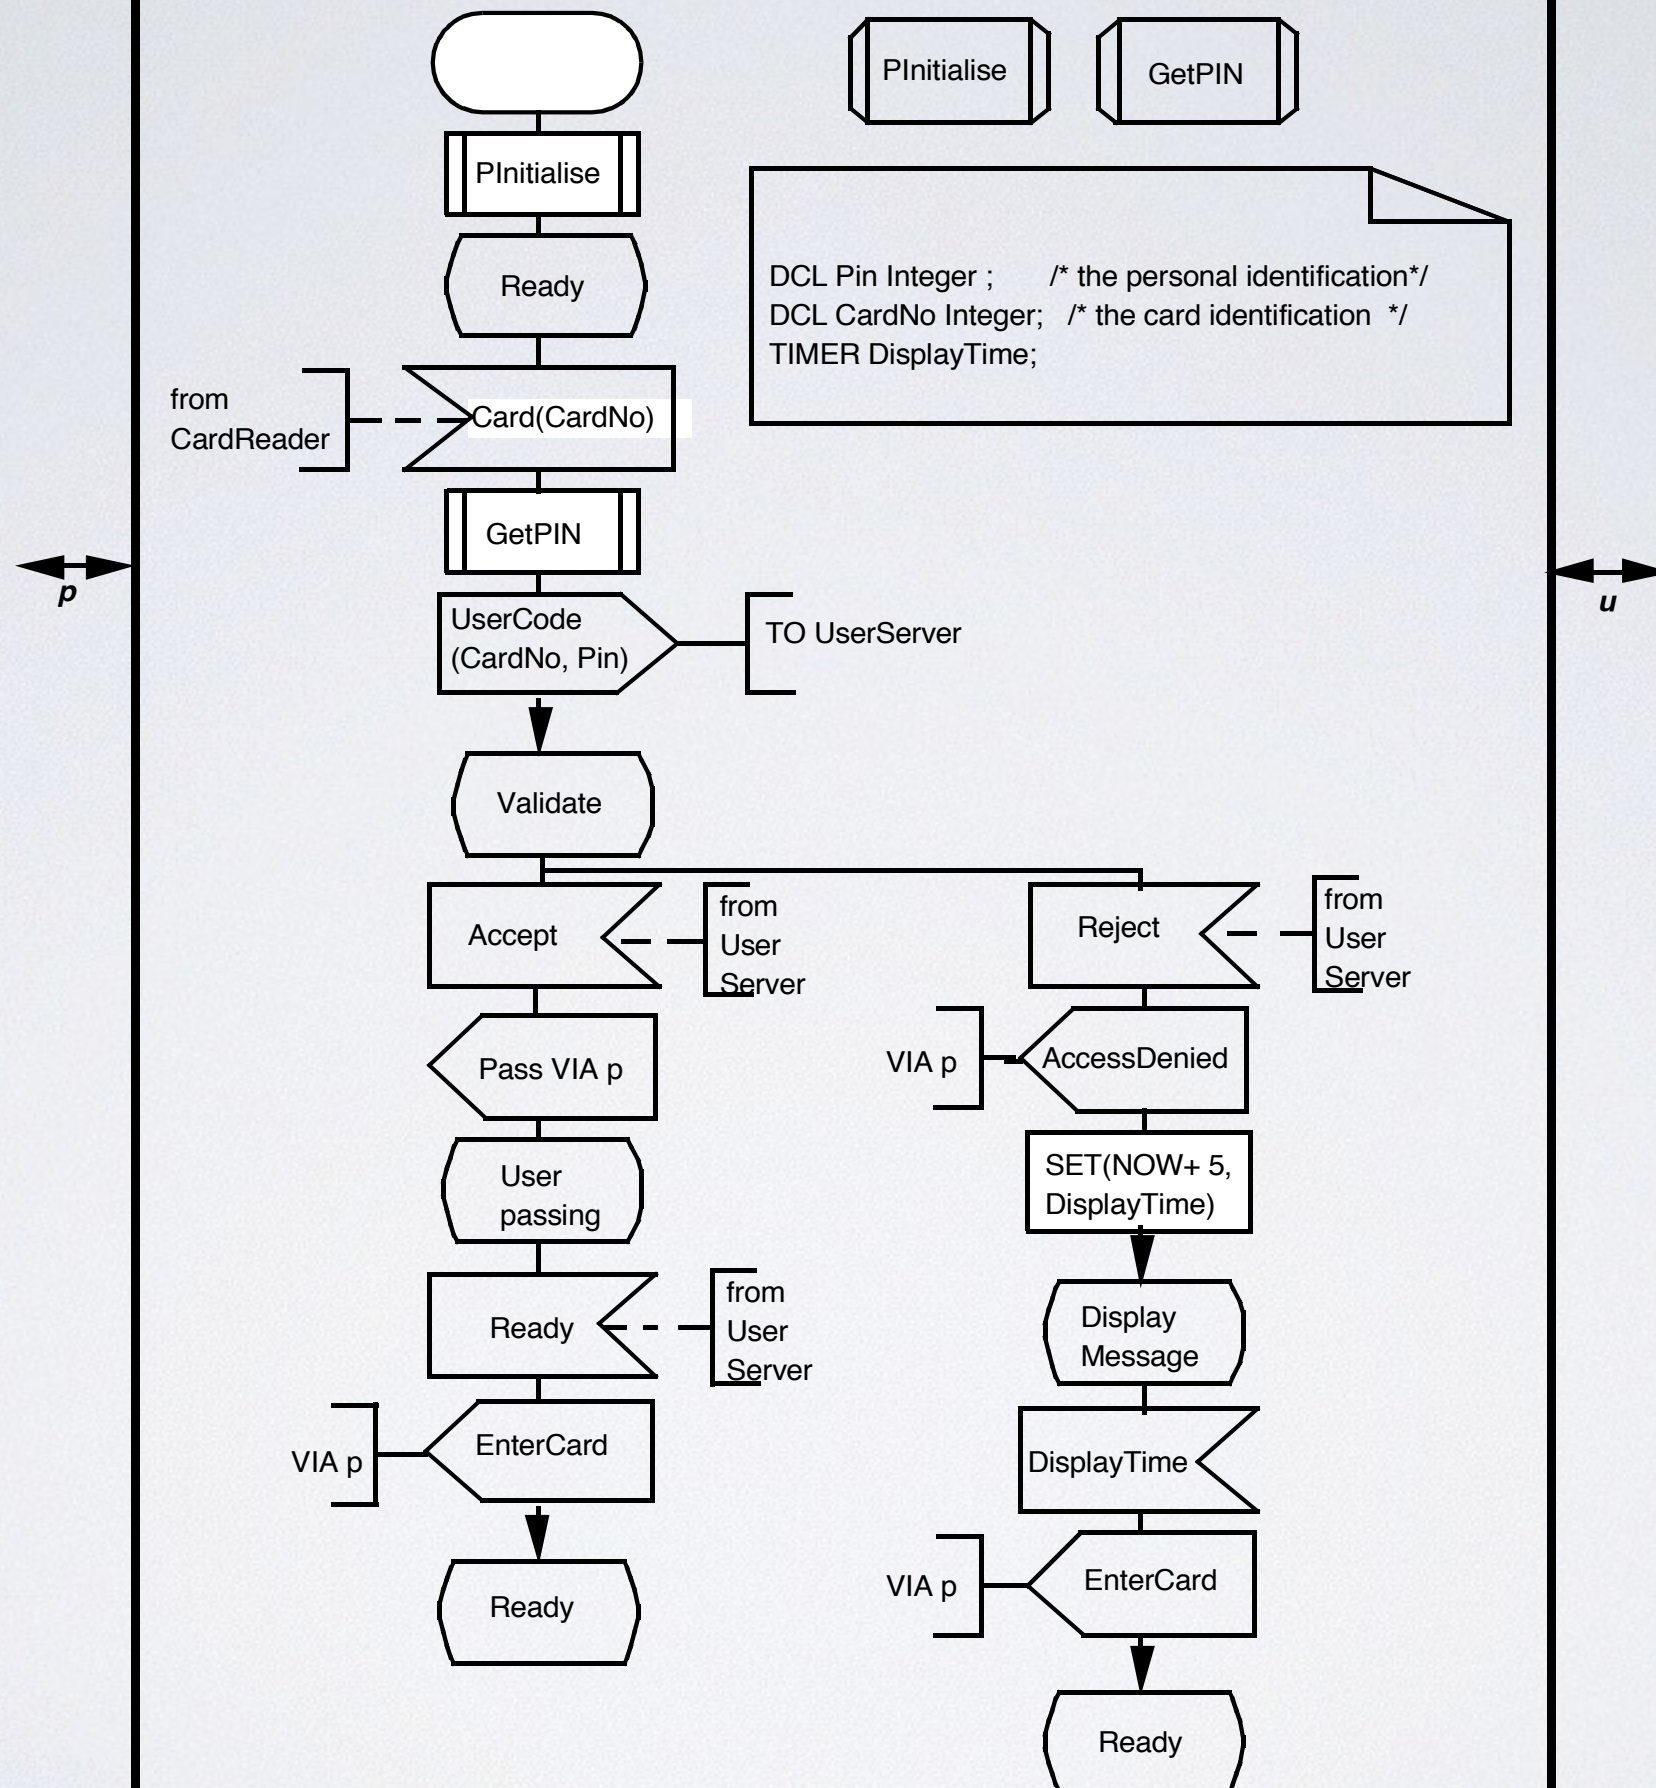 PInitialise
GetPIN
PInitialise
Ready
DCL Pin Integer ; /* the personal identification*/
DCL CardNo Integer; /* the card identification */
TIMER DisplayTime;
from
CardReader
Card(CardNo)
GetPIN
p
u
UserCode
(CardNo, Pin)
TO UserServer
Validate
Accept
from
User
Server
Reject
from
User
Server
Pass VIA p
VIA p
AccessDenied
User
passing
SET(NOW+ 5,
DisplayTime)
Ready
from
User
Server
Display
Message
VIA p
EnterCard
DisplayTime
Ready
VIA p
EnterCard
Ready